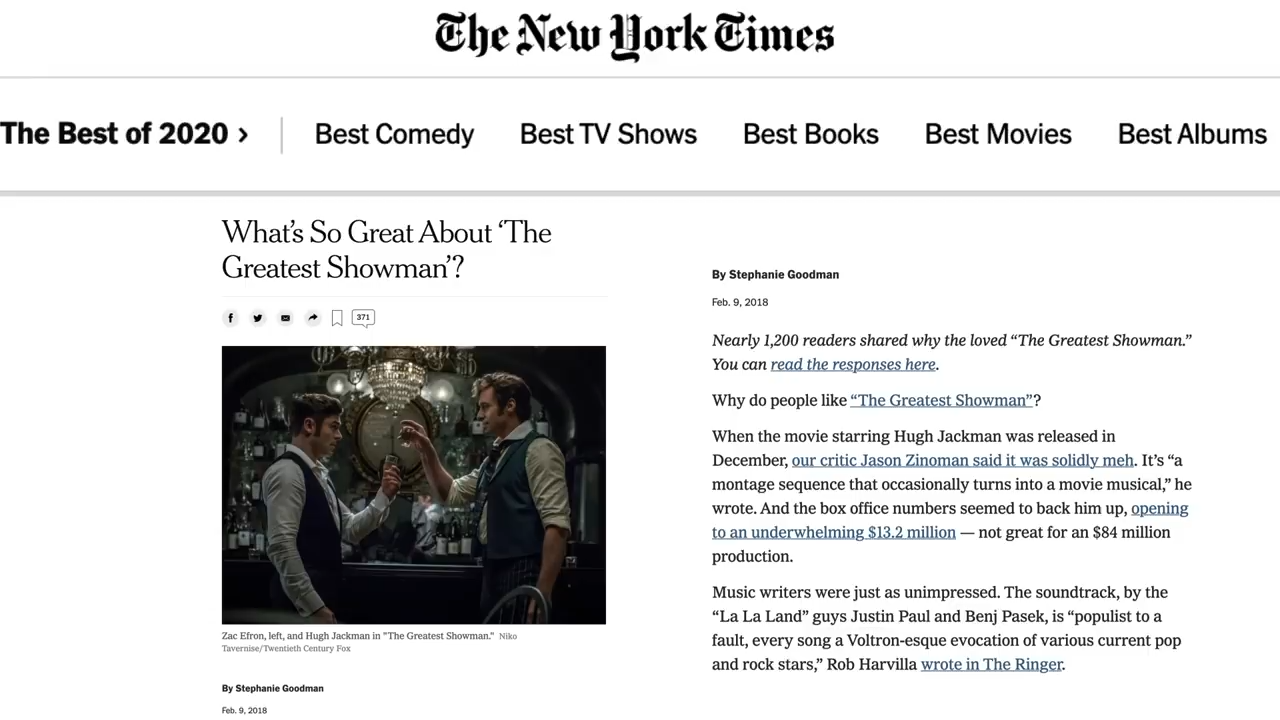 The New York Times
The Best of 2020 ›
Best Comedy
Best TV Shows
Best Books
Best Movies
Best Albums
What's So Great About ‘The
Greatest Showman’?
371
Zac Efron, left, and Hugh Jackman in "The Greatest Showman." Niko
Tavernise/Twentieth Century Fox
By Stephanie Goodman
Feb. 9, 2018
By Stephanie Goodman
Feb. 9, 2018
Nearly 1,200 readers shared why the loved “The Greatest Showman.”
You can read the responses here.
Why do people like “The Greatest Showman”?
When the movie starring Hugh Jackman was released in
December, our critic Jason Zinoman said it was solidly meh. It’s “a
montage sequence that occasionally turns into a movie musical,” he
wrote. And the box office numbers seemed to back him up, opening
to an underwhelming $13.2 million — not great for an $84 million
production.
Music writers were just as unimpressed. The soundtrack, by the
“La La Land” guys Justin Paul and Benj Pasek, is “populist to a
fault, every song a Voltron-esque evocation of various current pop
and rock stars,” Rob Harvilla wrote in The Ringer.